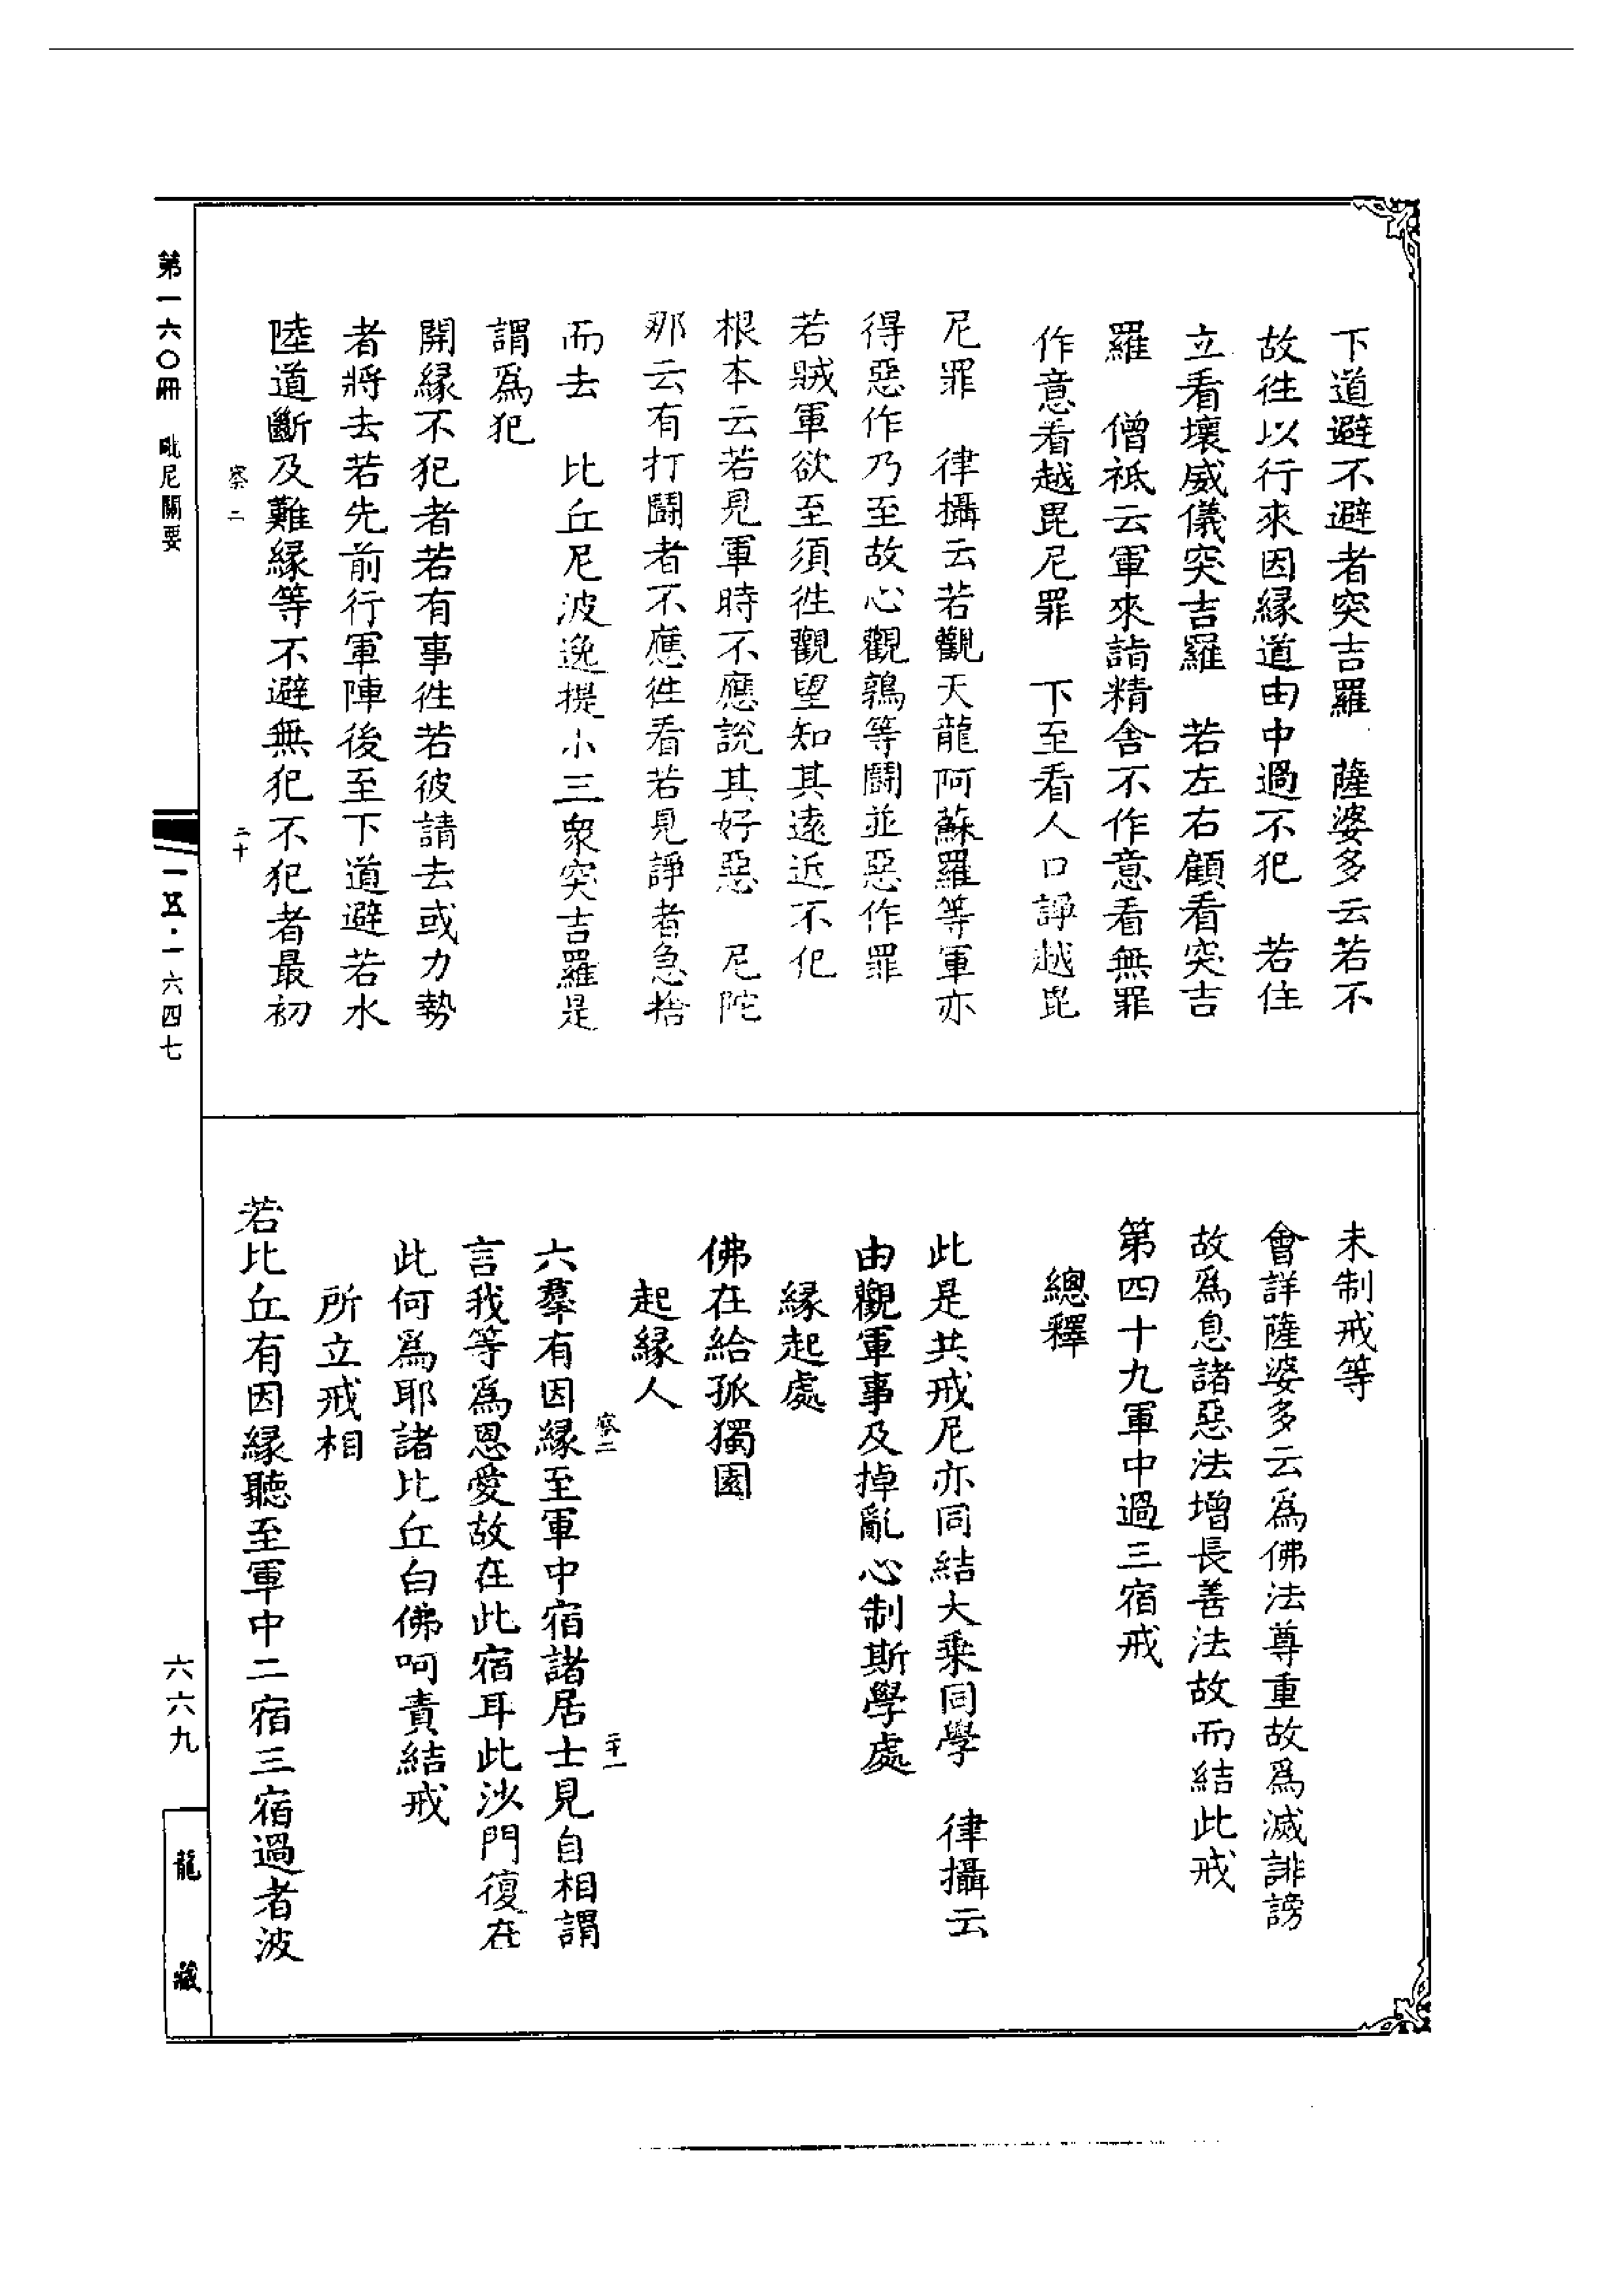 下道避不避者突吉羅　薩婆多云若不
故徃以行來因縁道由中過不犯　若住
立看壞威儀突吉羅　若左右顧看突吉
羅　僧祇云軍來詣精舍不作意看無罪
作意看越毘尼罪　下至看人口諍越毘
尼罪　律攝云若觀天龍阿蘇羅等軍亦
得惡作乃至故心觀鶉等鬬並惡作罪
若賊軍欲至須徃觀望知其遠近不犯
根本云若見軍時不應說其好惡　尼陀
那云有打鬬者不應徃看若見諍者急捨
而去　比丘尼波逸提小三衆突吉羅是
謂爲犯
開縁不犯者若有事徃若彼請去或力勢
者將去若先前行軍陣後至下道避若水
陸道斷及難縁等不避無犯不犯者最初
察二　二十
第一六〇冊　毗尼關要
一五·一六四七
未制戒等
會詳薩婆多云爲佛法尊重故爲滅誹謗
故爲息諸惡法增長善法故而結此戒
第四十九軍中過三宿戒
總釋
此是共戒尼亦同結大乘同學　律攝云
由觀軍事及掉亂心制斯學處
縁起處
佛在給孤獨園
起縁人
察二　二十一
六羣有因縁至軍中宿諸居士見自相謂
言我等爲恩愛故在此宿耳此沙門復在
此何爲耶諸比丘白佛呵責結戒
所立戒相
若比丘有因縁聽至軍中二宿三宿過者波
六六九
龍藏